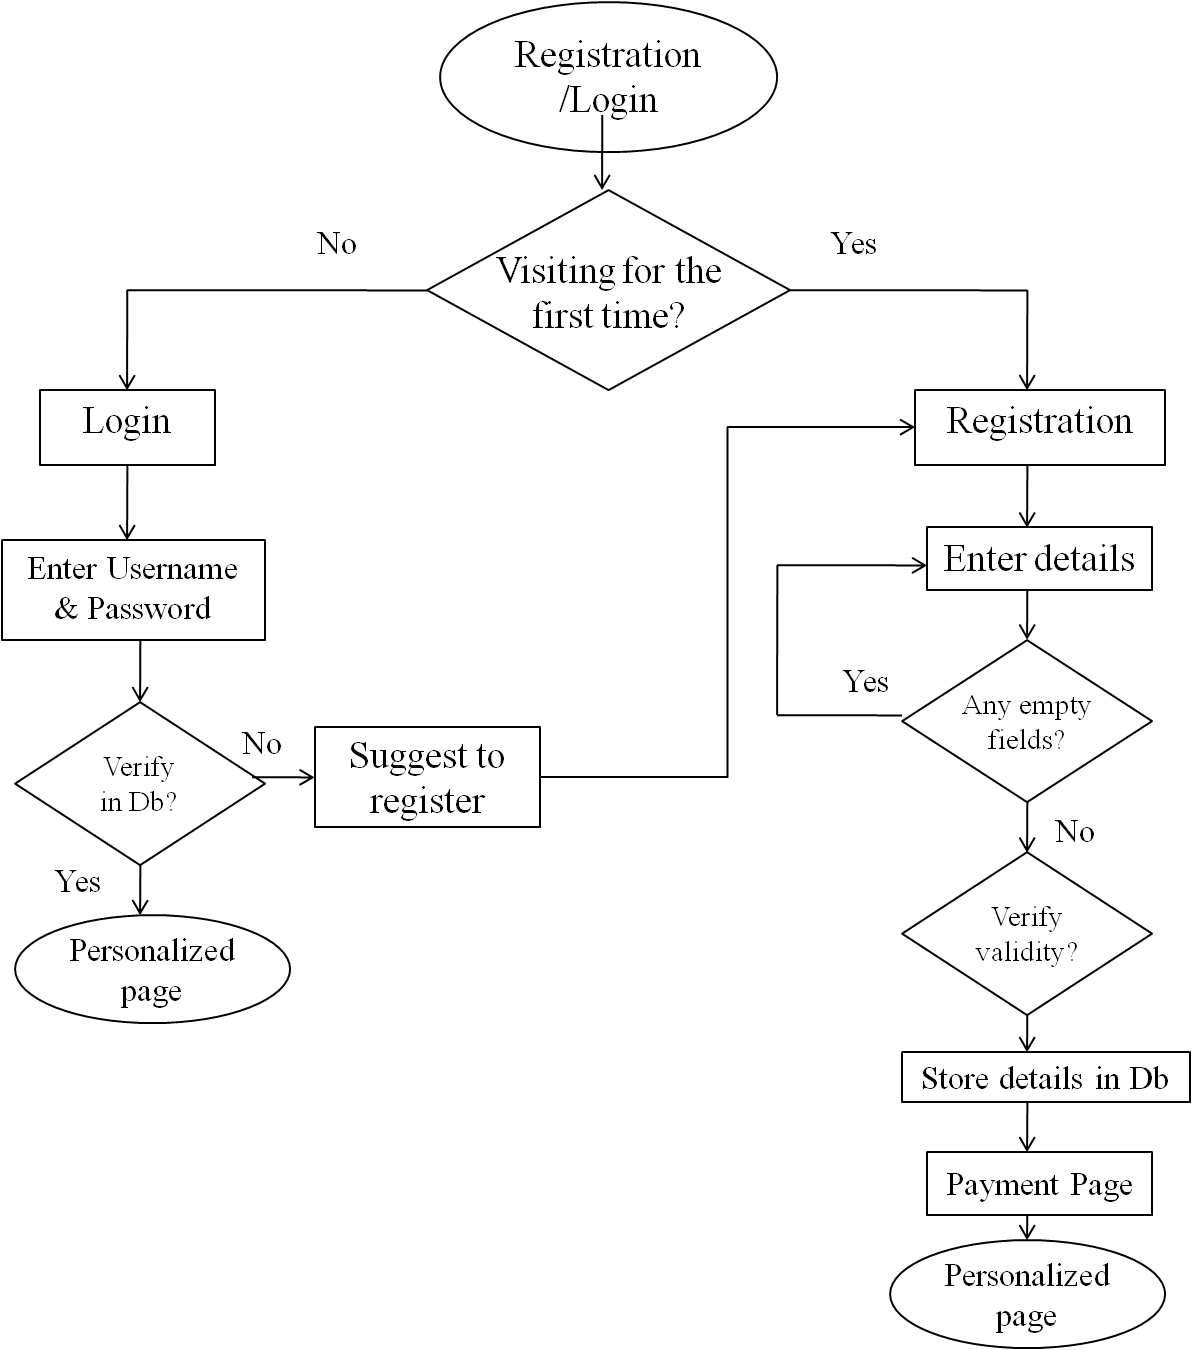 Registration
/Login
No
Yes
Visiting for the
first time?
Login
Registration
Enter Username
& Password
Enter details
Yes
Any empty
fields?
No
Verify
in Db?
Suggest to
register
No
Yes
Verify
validity?
Personalized
page
Store details in Db
Payment Page
Personalized
page